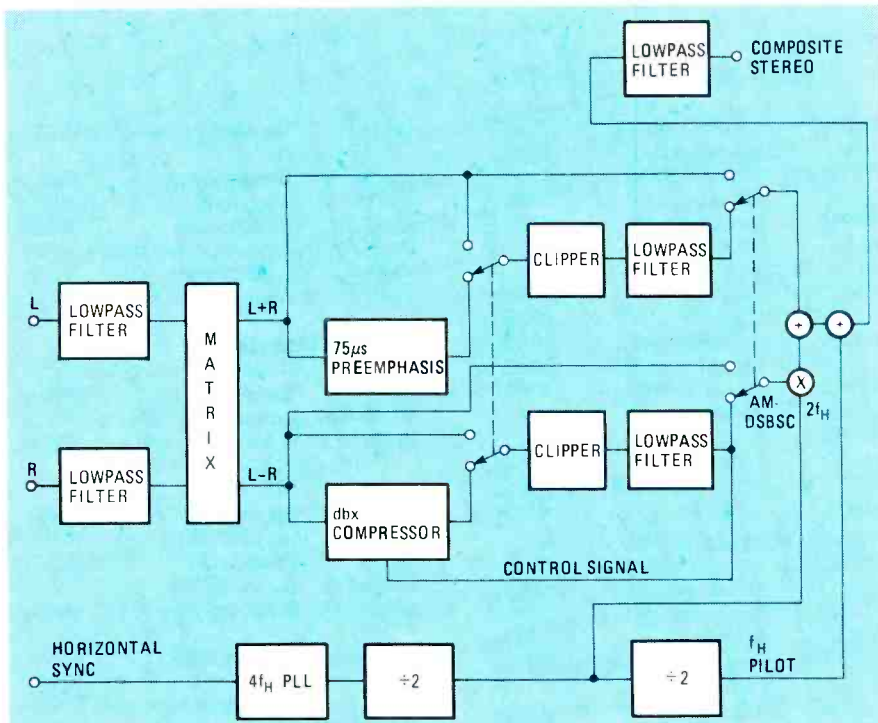 LOWPASS
FILTER
COMPOSITE
STEREO
L
LOWPASS
FILTER
MATRIX
L+R
75µs
PREEMPHASIS
CLIPPER
LOWPASS
FILTER
+
+
X
AM-
DSBSC
2fH
R
LOWPASS
FILTER
L−R
dbx
COMPRESSOR
CLIPPER
LOWPASS
FILTER
CONTROL SIGNAL
HORIZONTAL
SYNC
4fH PLL
÷2
÷2
fH
PILOT